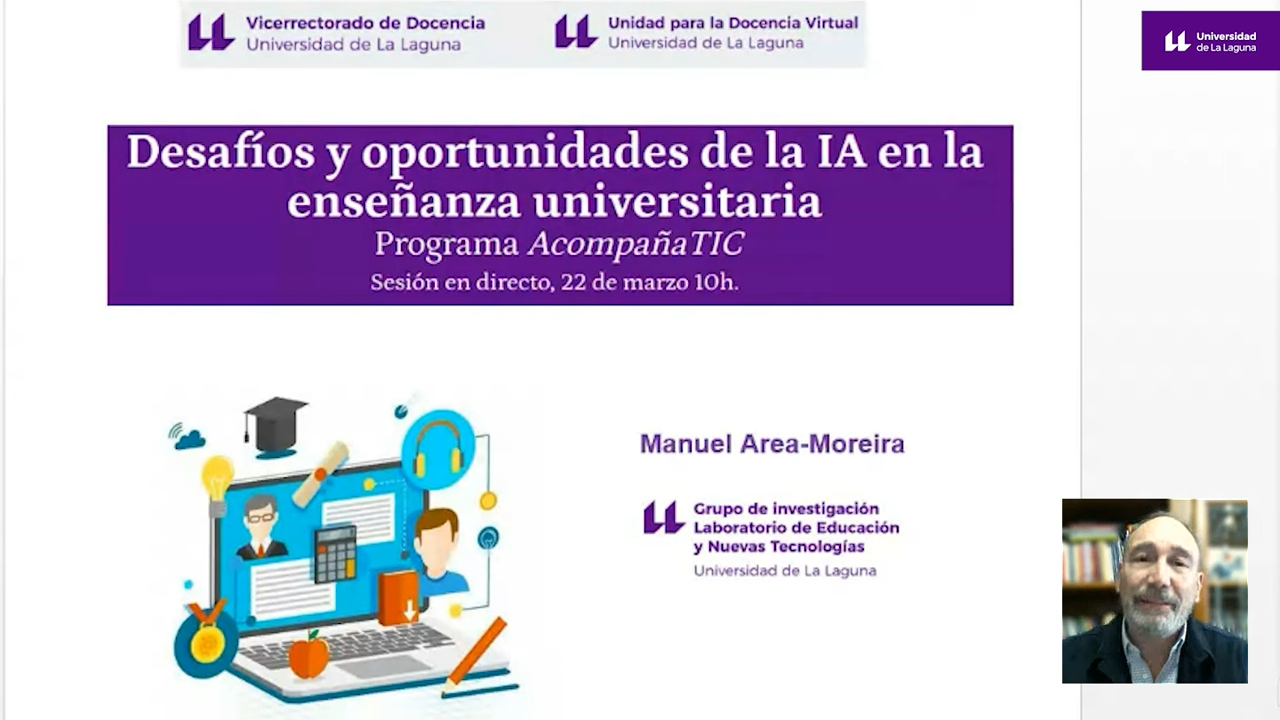 Vicerrectorado de Docencia
Universidad de La Laguna
Unidad para la Docencia Virtual
Universidad de La Laguna
Universidad
de La Laguna
Desafíos y oportunidades de la IA en la
enseñanza universitaria
Programa AcompañaTIC
Sesión en directo, 22 de marzo 10h.
Manuel Area-Moreira
Grupo de investigación
Laboratorio de Educación
y Nuevas Tecnologías
Universidad de La Laguna